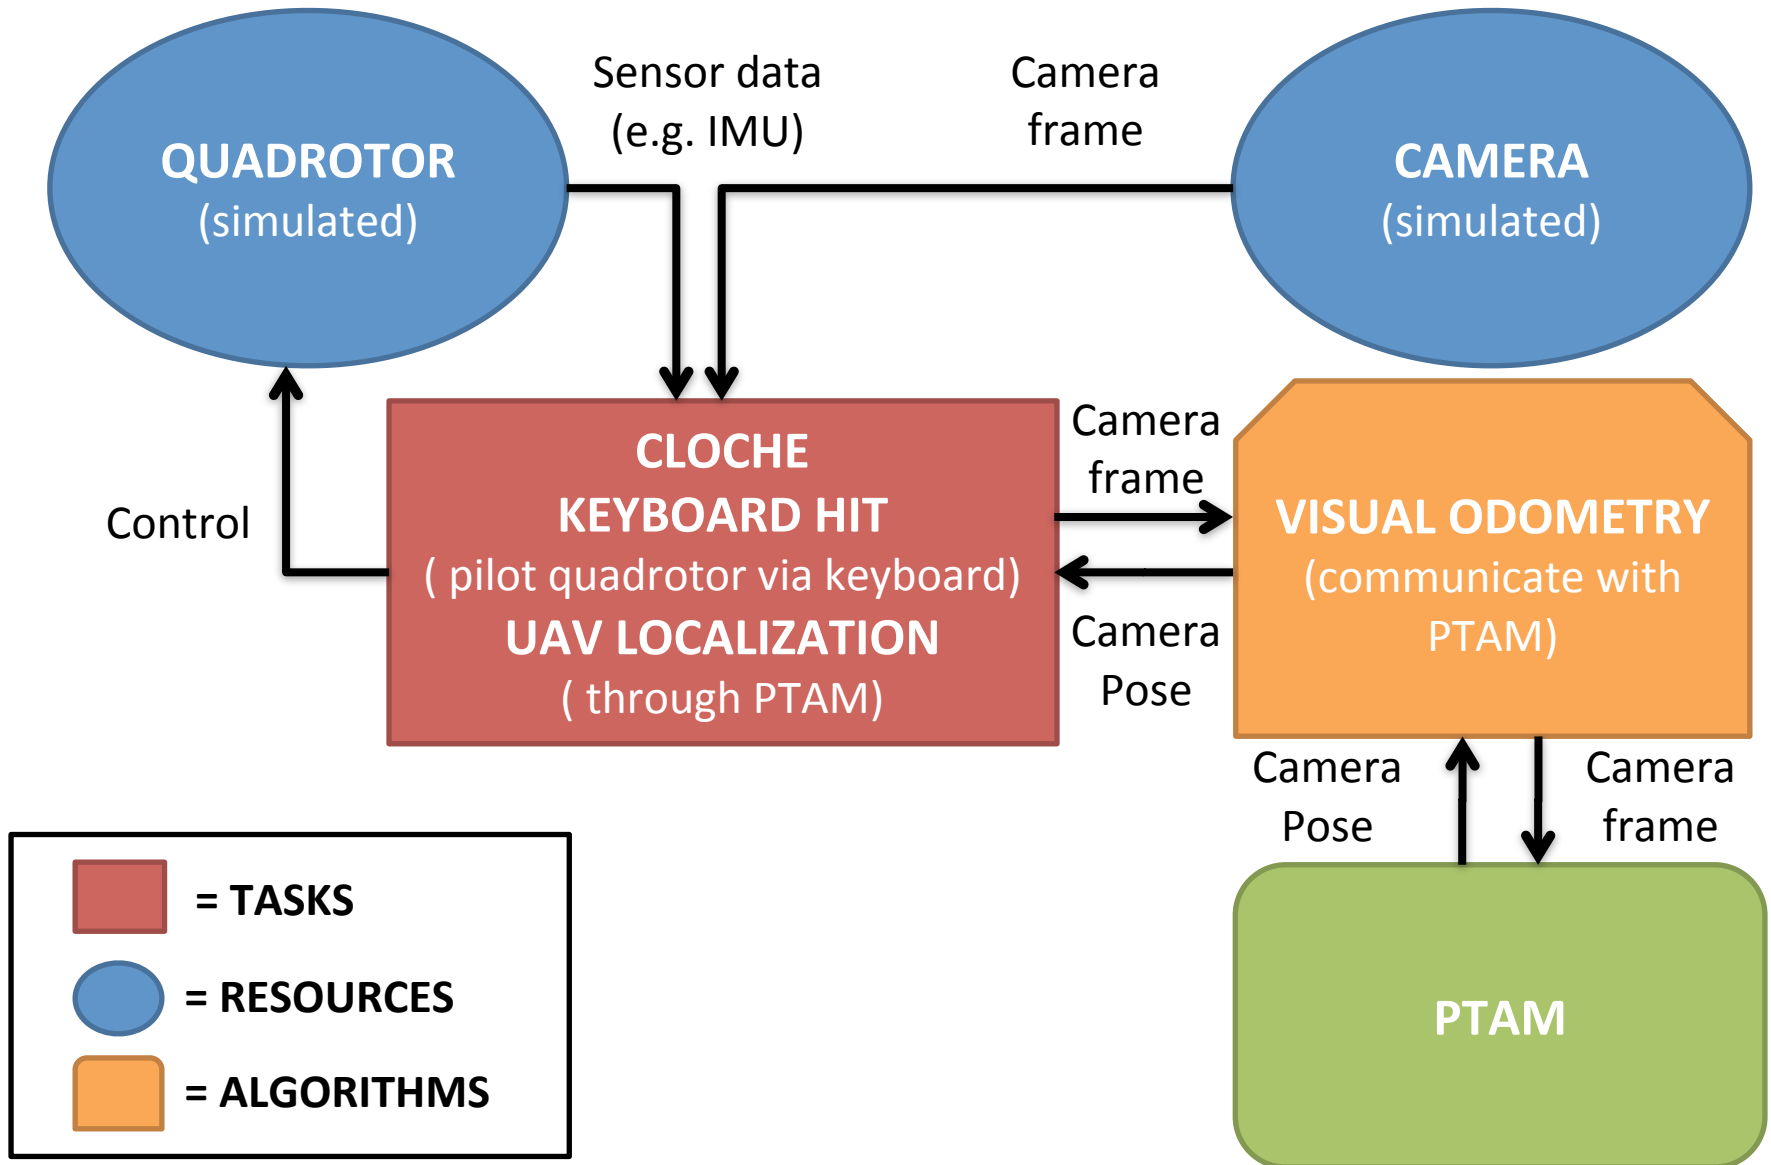 QUADROTOR
(simulated)
Sensor data
(e.g. IMU)
Camera
frame
CAMERA
(simulated)
Control
CLOCHE
KEYBOARD HIT
( pilot quadrotor via keyboard)
UAV LOCALIZATION
( through PTAM)
Camera
frame
Camera
Pose
VISUAL ODOMETRY
(communicate with
PTAM)
Camera
Pose
Camera
frame
PTAM
= TASKS
= RESOURCES
= ALGORITHMS